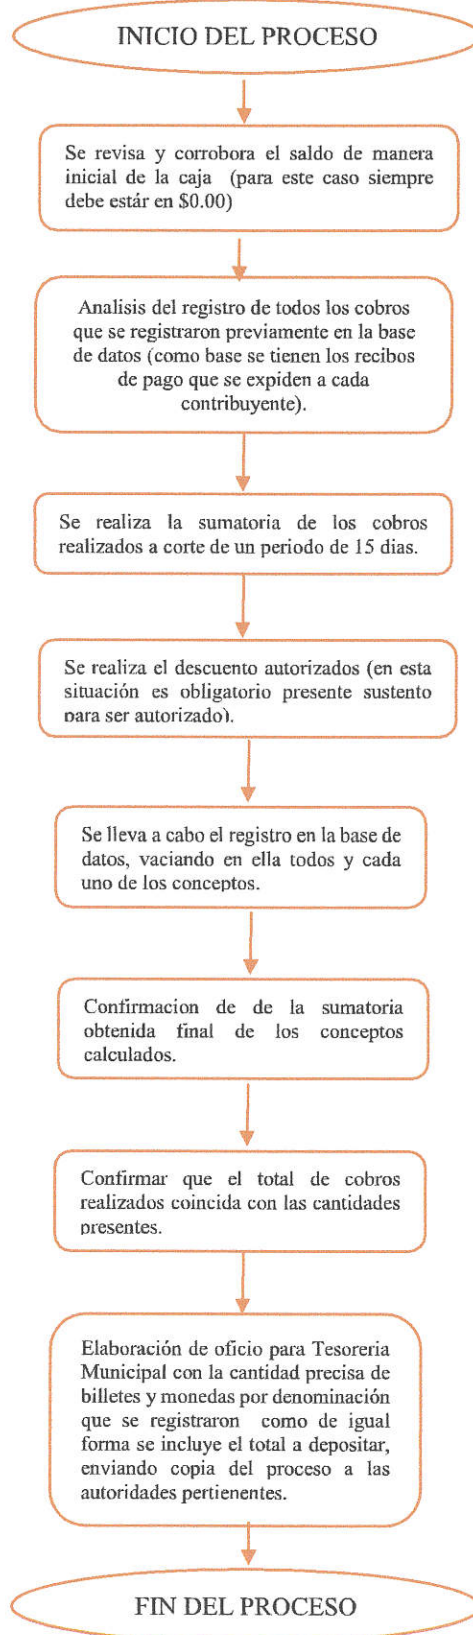 INICIO DEL PROCESO
Se revisa y corrobora el saldo de manera
inicial de la caja (para este caso siempre
debe estár en $0.00)
Analisis del registro de todos los cobros
que se registraron previamente en la base
de datos (como base se tienen los recibos
de pago que se expiden a cada
contribuyente).
Se realiza la sumatoria de los cobros
realizados a corte de un periodo de 15 dias.
Se realiza el descuento autorizados (en esta
situación es obligatorio presente sustento
para ser autorizado).
Se lleva a cabo el registro en la base de
datos, vaciando en ella todos y cada
uno de los conceptos.
Confirmacion de de la sumatoria
obtenida final de los conceptos
calculados.
Confirmar que el total de cobros
realizados coincida con las cantidades
presentes.
Elaboración de oficio para Tesoreria
Municipal con la cantidad precisa de
billetes y monedas por denominación
que se registraron como de igual
forma se incluye el total a depositar,
enviando copia del proceso a las
autoridades pertienentes.
FIN DEL PROCESO